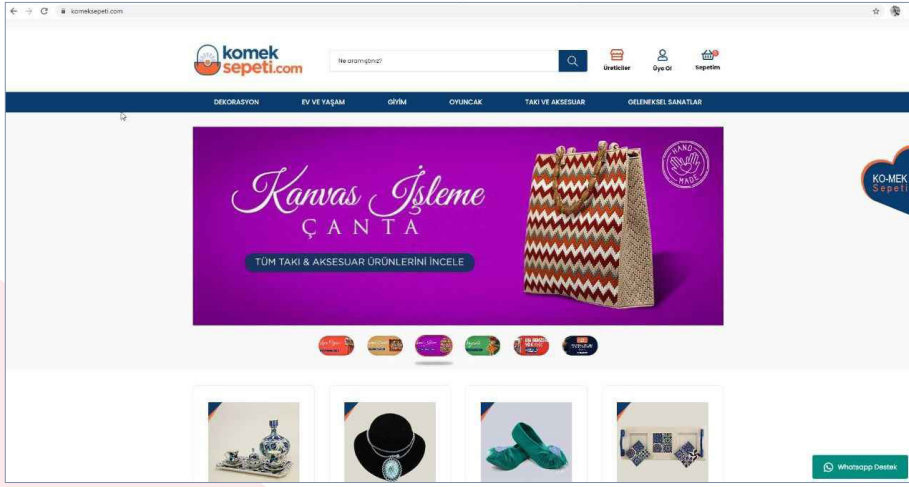 komeksepeti.com
komek
sepeti.com
Ne aramıştınız?
Üreticiler
Üye Ol
Sepetim
DEKORASYON
EV VE YAŞAM
GİYİM
OYUNCAK
TAKI VE AKSESUAR
GELENEKSEL SANATLAR
Kanvas İşleme
ÇANTA
TÜM TAKI & AKSESUAR ÜRÜNLERİNİ İNCELE
HAND
MADE
KO-MEK
Sepeti
Whatsapp Destek